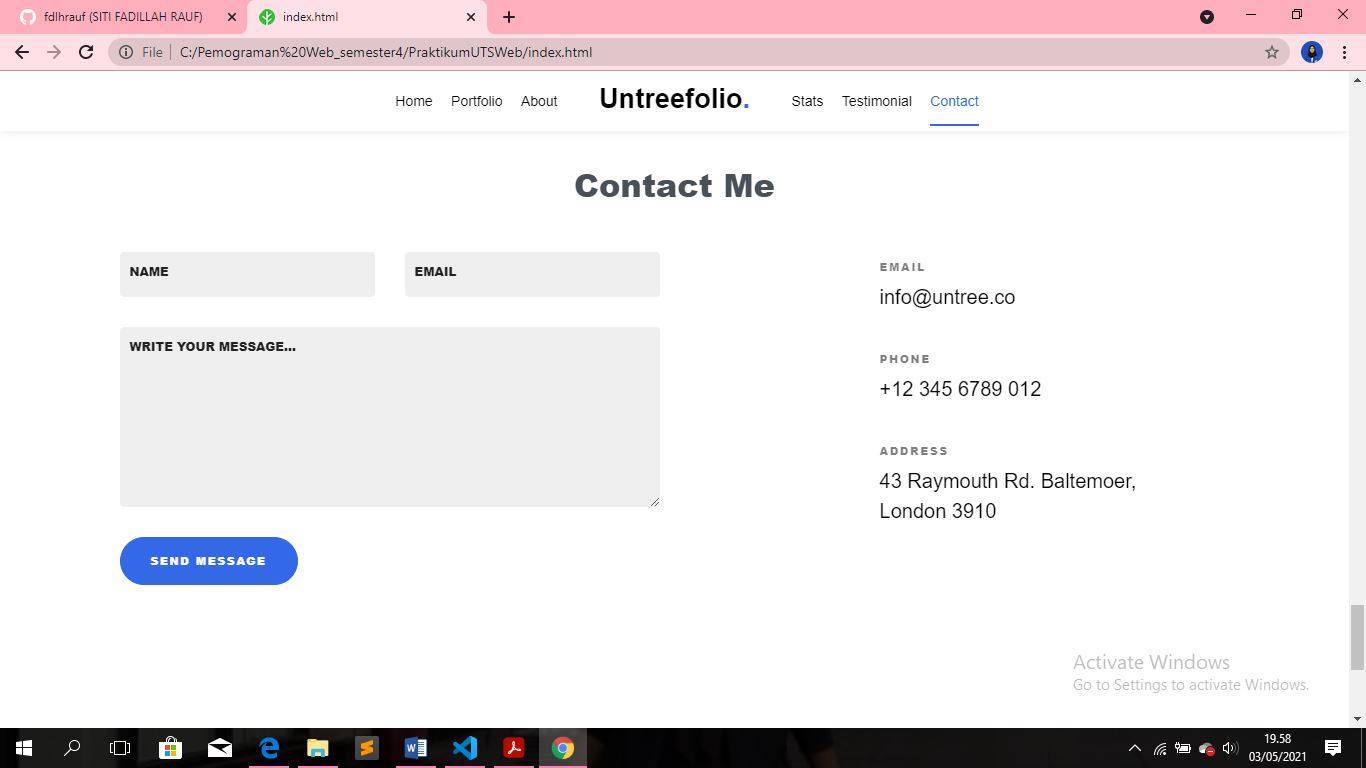 fdlhrauf (SITI FADILLAH RAUF)
index.html
File
C:/Pemograman%20Web_semester4/PraktikumUTSWeb/index.html
Home Portfolio About Untreefolio. Stats Testimonial Contact
Contact Me
NAME
EMAIL
WRITE YOUR MESSAGE...
SEND MESSAGE
EMAIL
info@untree.co
PHONE
+12 345 6789 012
ADDRESS
43 Raymouth Rd. Baltemoer,
London 3910
Activate Windows
Go to Settings to activate Windows.
19.58
03/05/2021